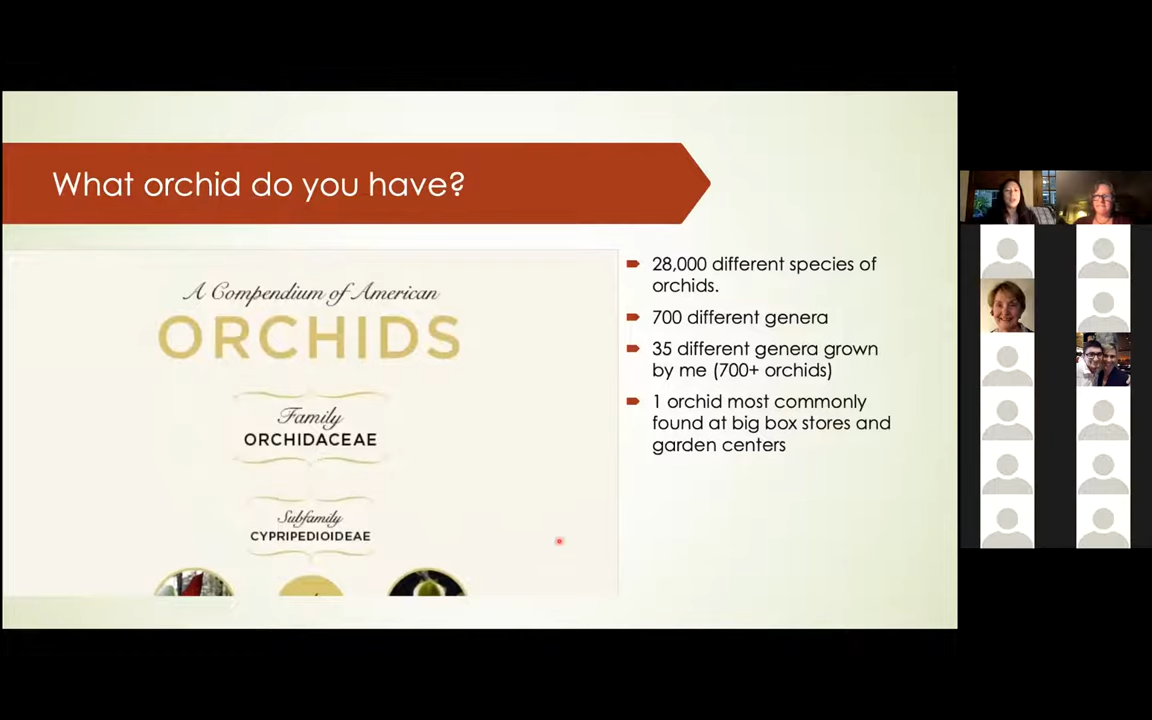 What orchid do you have?
A Compendium of American
ORCHIDS
Family
ORCHIDACEAE
Subfamily
CYPRIPEDIOIDEAE
28,000 different species of
orchids.
700 different genera
35 different genera grown
by me (700+ orchids)
1 orchid most commonly
found at big box stores and
garden centers